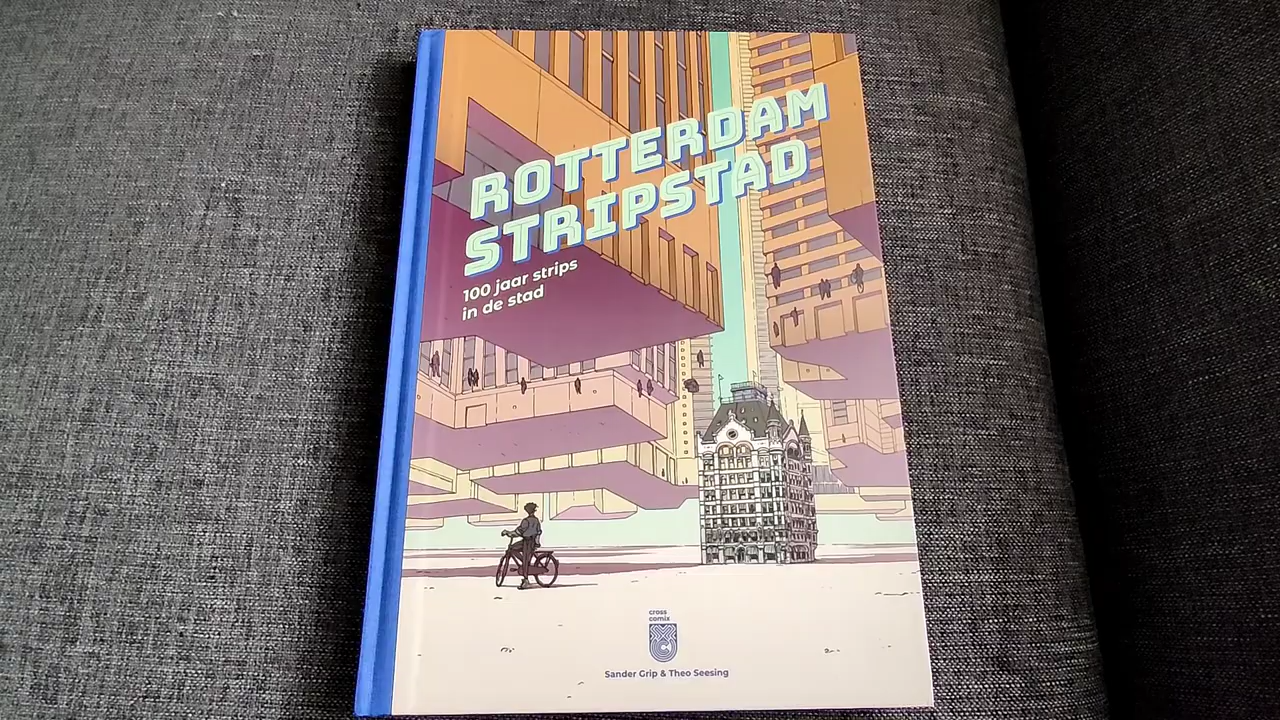 ROTTERDAM
STRIPSTAD
100 jaar strips
in de stad
cross
comix
Sander Grip & Theo Seesing